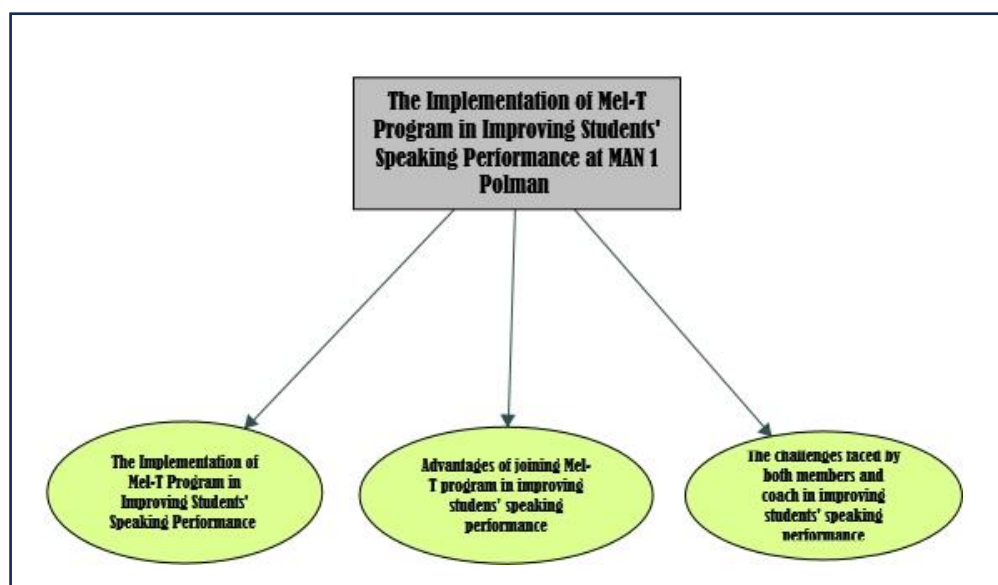 The Implementation of Mel-T
Program in Improving Students'
Speaking Performance at MAN 1
Polman
The Implementation of
Mel-T Program in
Improving Students'
Speaking Performance
Advantages of joining Mel-
T program in improving
studens' speaking
performance
The challenges faced by
both members and
coach in improving
students' speaking
performance